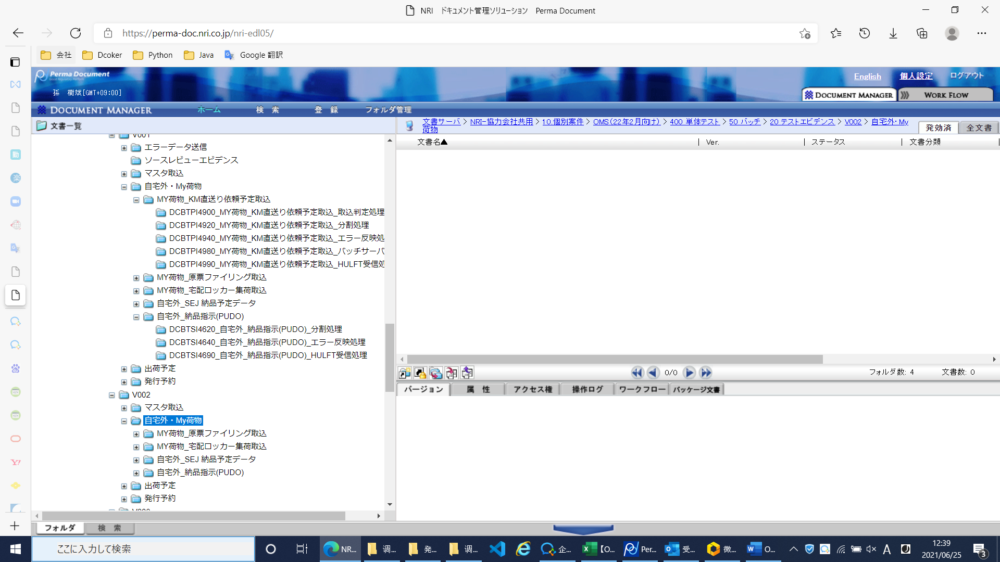 NRI ドキュメント管理ソリューション Perma Document
https://perma-doc.nri.co.jp/nri-edl05/
会社
Dcoker
Python
Java
Google 翻訳
Perma Document
English
個人設定
ログアウト
孫 樹斌[GMT+09:00]
DOCUMENT MANAGER
WORK FLOW
DOCUMENT MANAGER
ホーム
検 索
登 録
フォルダ管理
文書一覧
V001
エラーデータ送信
ソースレビューエビデンス
マスタ取込
自宅外・My荷物
MY荷物_KM直送り依頼予定取込
DCBTPI4900_MY荷物_KM直送り依頼予定取込_取込判定処理
DCBTPI4920_MY荷物_KM直送り依頼予定取込_分割処理
DCBTPI4940_MY荷物_KM直送り依頼予定取込_エラー反映処
DCBTPI4980_MY荷物_KM直送り依頼予定取込_バッチサーバ
DCBTPI4990_MY荷物_KM直送り依頼予定取込_HULFT受信処
MY荷物_原票ファイリング取込
MY荷物_宅配ロッカー集荷取込
自宅外_SEJ 納品予定データ
自宅外_納品指示(PUDO)
DCBTSI4620_自宅外_納品指示(PUDO)_分割処理
DCBTSI4640_自宅外_納品指示(PUDO)_エラー反映処理
DCBTSI4690_自宅外_納品指示(PUDO)_HULFT受信処理
出荷予定
発行予約
V002
マスタ取込
自宅外・My荷物
MY荷物_原票ファイリング取込
MY荷物_宅配ロッカー集荷取込
自宅外_SEJ 納品予定データ
自宅外_納品指示(PUDO)
出荷予定
発行予約
フォルダ
検 索
文書サーバ > NRI-協力会社共用 > 10.個別案件 > OMS(22年2月向け) > 400 単体テスト > 50 バッチ > 20 テストエビデンス > V002 > 自宅外・My
荷物
発効済
全文書
文書名▲
Ver.
ステータス
文書分類
0/0
フォルダ数: 4
文書数: 0
バージョン
属 性
アクセス権
操作ログ
ワークフロー
パッケージ文書
ここに入力して検索
NR...
调...
発...
调...
企...
【O...
Per...
受...
微...
O...
A
12:39
2021/06/25
3